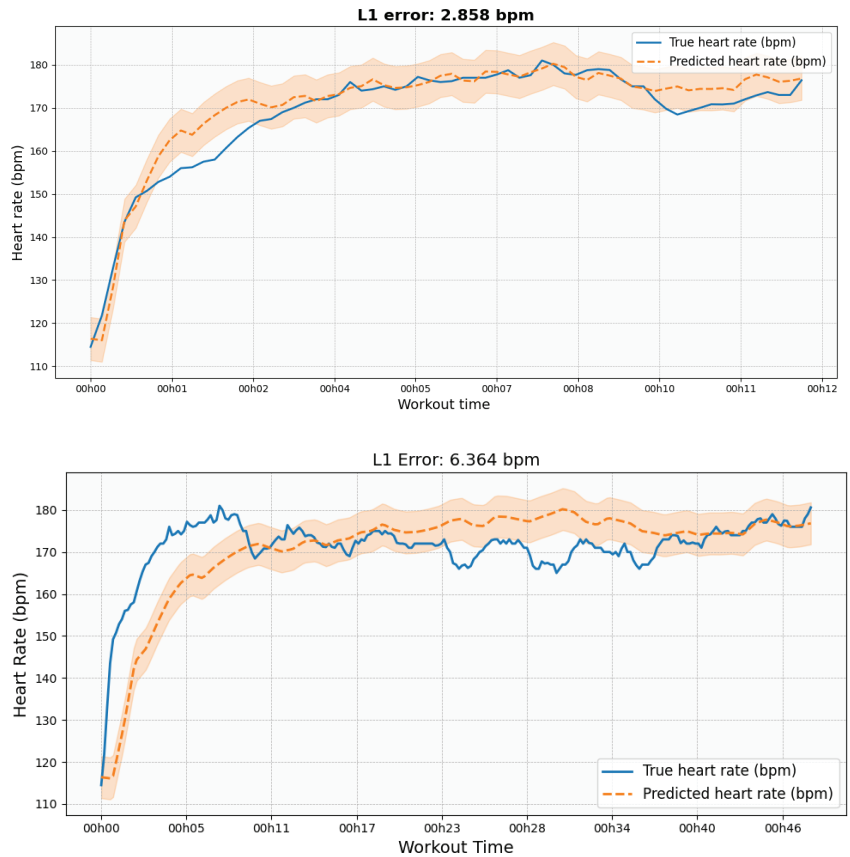 L1 error: 2.858 bpm
True heart rate (bpm)
Predicted heart rate (bpm)
Heart rate (bpm)
180
170
160
150
140
130
120
110
00h00 00h01 00h02 00h04 00h05 00h07 00h08 00h10 00h11 00h12
Workout time
L1 Error: 6.364 bpm
Heart Rate (bpm)
180
170
160
150
140
130
120
110
True heart rate (bpm)
Predicted heart rate (bpm)
00h00 00h05 00h11 00h17 00h23 00h28 00h34 00h40 00h46
Workout Time